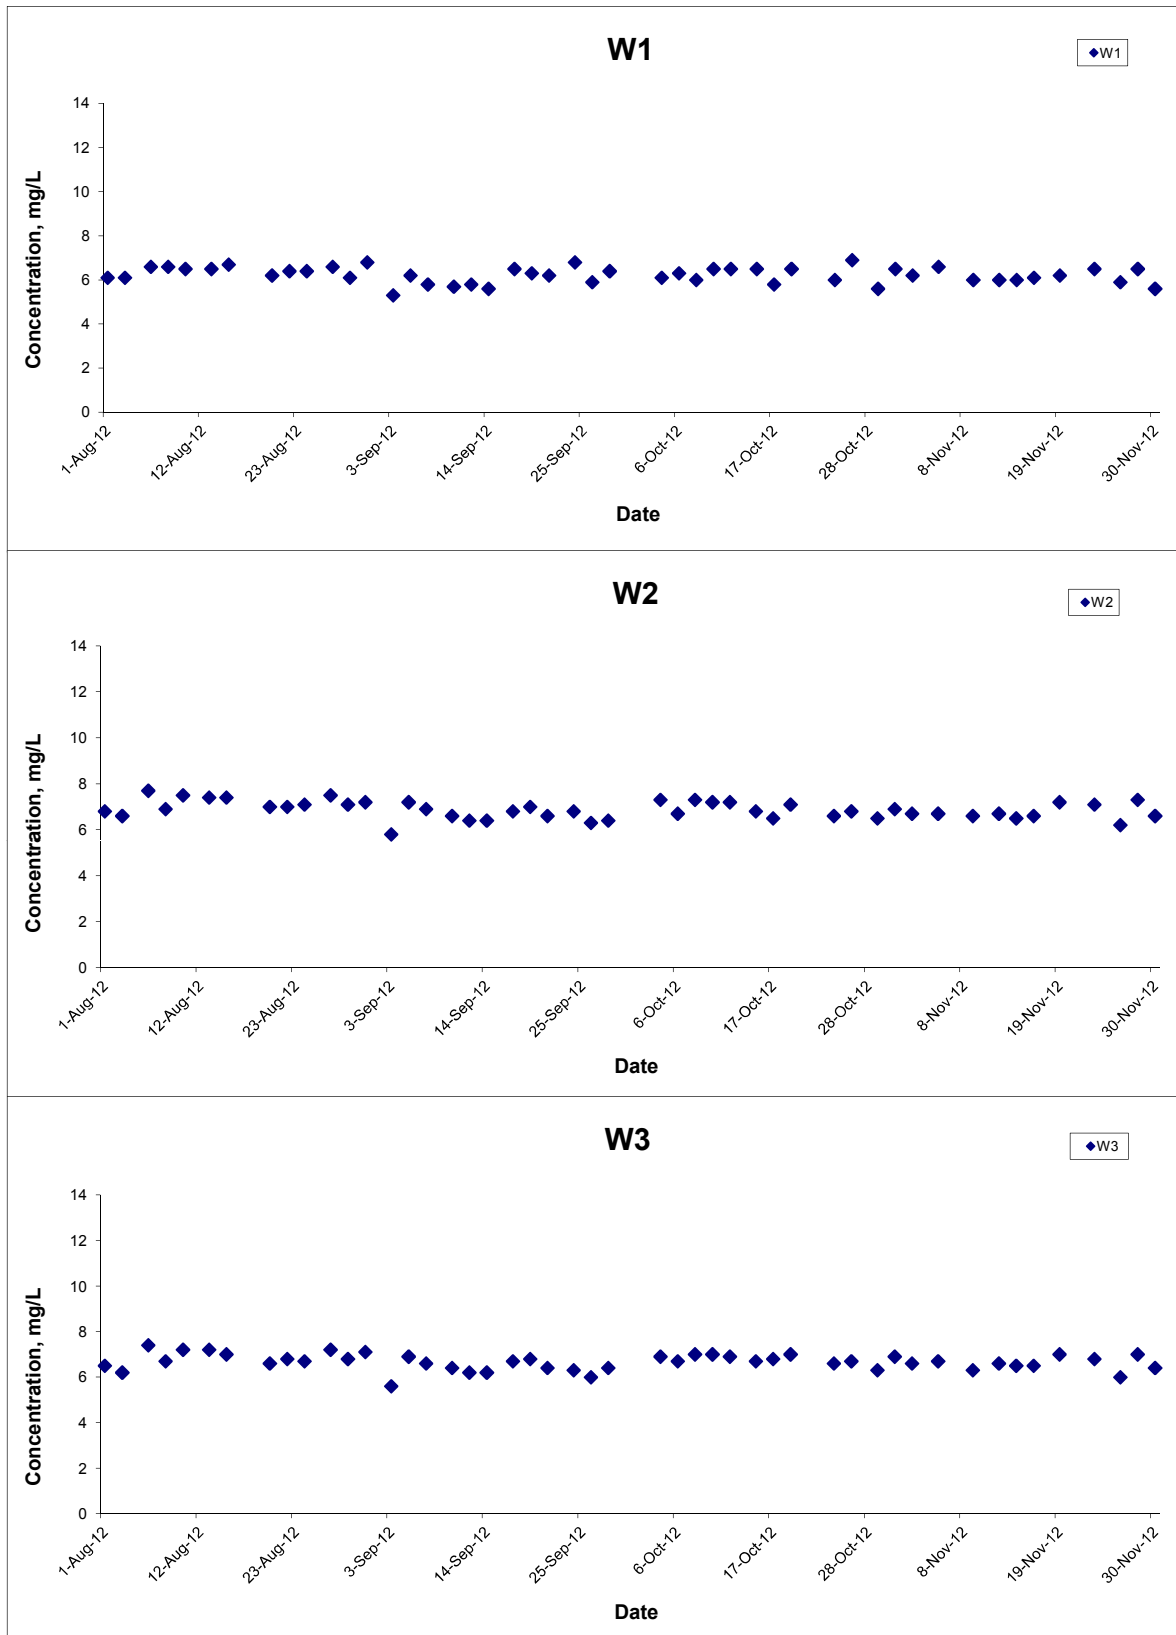 W1
W1
14
12
10
8
6
4
2
0
Concentration, mg/L
1-Aug-12
12-Aug-12
23-Aug-12
3-Sep-12
14-Sep-12
25-Sep-12
6-Oct-12
17-Oct-12
28-Oct-12
8-Nov-12
19-Nov-12
30-Nov-12
Date
W2
W2
14
12
10
8
6
4
2
0
Concentration, mg/L
1-Aug-12
12-Aug-12
23-Aug-12
3-Sep-12
14-Sep-12
25-Sep-12
6-Oct-12
17-Oct-12
28-Oct-12
8-Nov-12
19-Nov-12
30-Nov-12
Date
W3
W3
14
12
10
8
6
4
2
0
Concentration, mg/L
1-Aug-12
12-Aug-12
23-Aug-12
3-Sep-12
14-Sep-12
25-Sep-12
6-Oct-12
17-Oct-12
28-Oct-12
8-Nov-12
19-Nov-12
30-Nov-12
Date